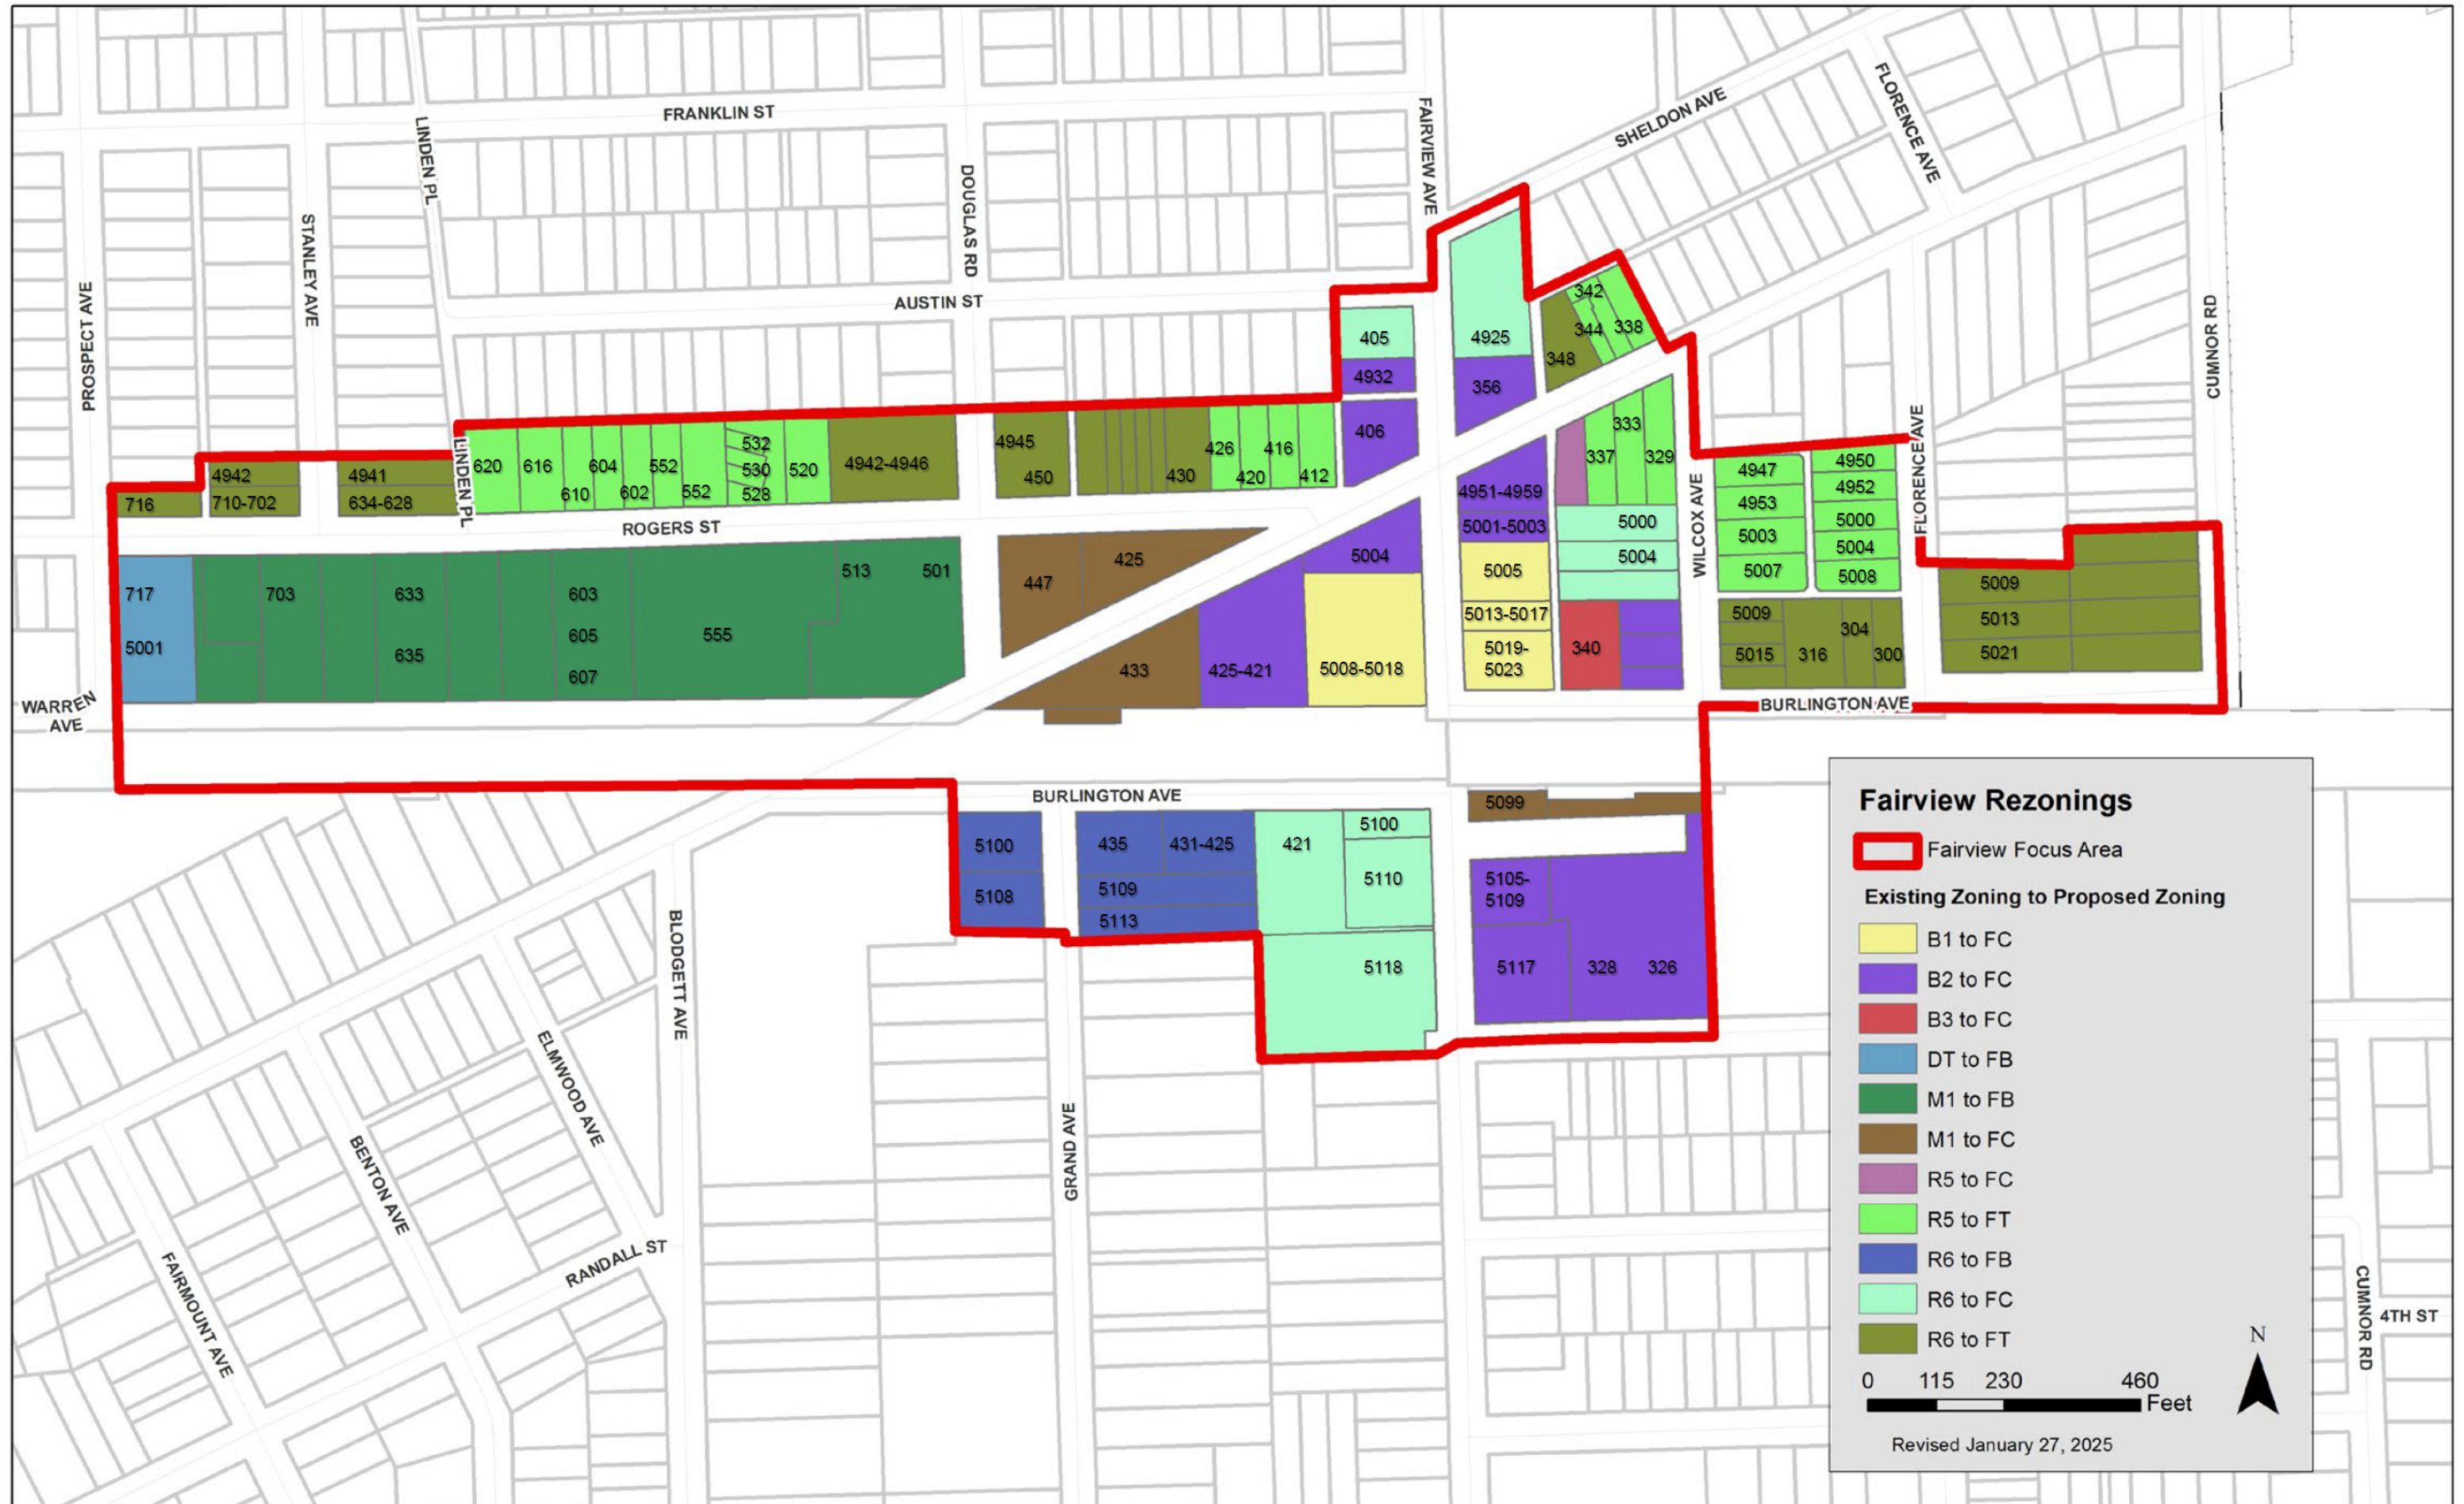 FRANKLIN ST
LINDEN PL
DOUGLAS RD
FAIRVIEW AVE
SHELDON AVE
FLORENCE AVE
STANLEY AVE
PROSPECT AVE
AUSTIN ST
CUMNOR RD
342
344
338
348
405
4925
4932
356
406
333
337
329
4942
4941
716
710-702
634-628
LINDEN PL
620
616
604
552
532
530
520
4942-4946
610
602
552
528
4945
450
430
426
416
420
412
ROGERS ST
4951-4959
5001-5003
5000
5004
WILCOX AVE
4947
4953
5003
5007
4950
4952
5000
5004
5008
FLORENCE AVE
717
5001
703
633
635
603
605
607
555
513
501
447
425
433
425-421
5004
5008-5018
5005
5013-5017
5019-
5023
340
5009
5015
316
304
300
5009
5013
5021
WARREN
AVE
BURLINGTON AVE
BURLINGTON AVE
5099
5100
5108
435
431-425
5109
5113
421
5100
5110
5118
5105-
5109
5117
328
326
BLODGETT AVE
ELMWOOD AVE
GRAND AVE
BENTON AVE
FAIRMOUNT AVE
RANDALL ST
CUMNOR RD
4TH ST
Fairview Rezonings
Fairview Focus Area
Existing Zoning to Proposed Zoning
B1 to FC
B2 to FC
B3 to FC
DT to FB
M1 to FB
M1 to FC
R5 to FC
R5 to FT
R6 to FB
R6 to FC
R6 to FT
N
0 115 230 460
Feet
Revised January 27, 2025